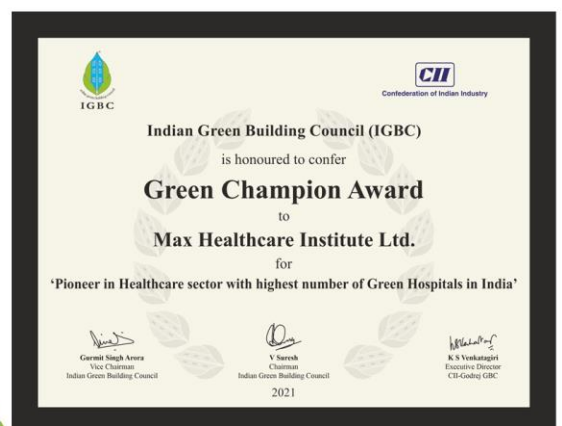 IGBC
CII
Confederation of Indian Industry
Indian Green Building Council (IGBC)
is honoured to confer
Green Champion Award
to
Max Healthcare Institute Ltd.
for
‘Pioneer in Healthcare sector with highest number of Green Hospitals in India’
Gurmit Singh Arora
Vice Chairman
Indian Green Building Council
V Suresh
Chairman
Indian Green Building Council
K S Venkatagiri
Executive Director
CII-Godrej GBC
2021